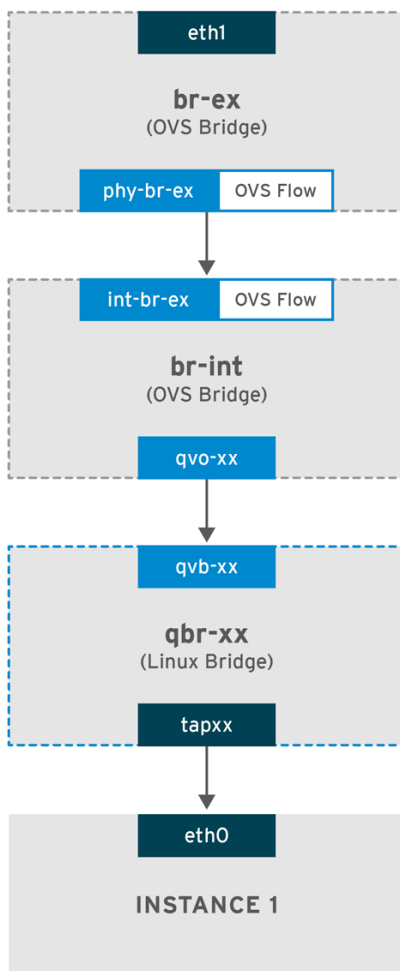 eth1
br-ex
(OVS Bridge)
phy-br-ex OVS Flow
int-br-ex OVS Flow
br-int
(OVS Bridge)
qvo-xx
qvb-xx
qbr-xx
(Linux Bridge)
tapxx
eth0
INSTANCE 1